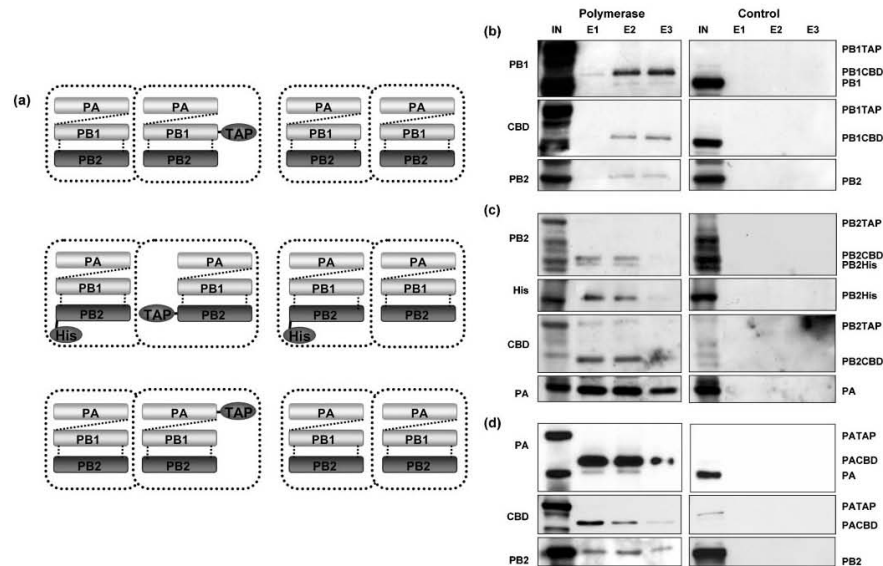 (a)
PA PA PA PA
PB1 PB1 TAP PB1 PB1
PB2 PB2 PB2 PB2
PA PA PA PA
PB1 PB1 PB1 PB1
PB2 TAP PB2 PB2 PB2
His His
PA PA TAP PA PA
PB1 PB1 PB1 PB1
PB2 PB2 PB2 PB2
Polymerase Control
(b) IN E1 E2 E3 IN E1 E2 E3
PB1 PB1TAP
PB1CBD
PB1
CBD PB1TAP
PB1CBD
PB2 PB2
(c)
PB2 PB2TAP
PB2CBD
PB2His
His PB2His
CBD PB2TAP
PB2CBD
PA PA
(d)
PA PATAP
PACBD
PA
CBD PATAP
PACBD
PB2 PB2